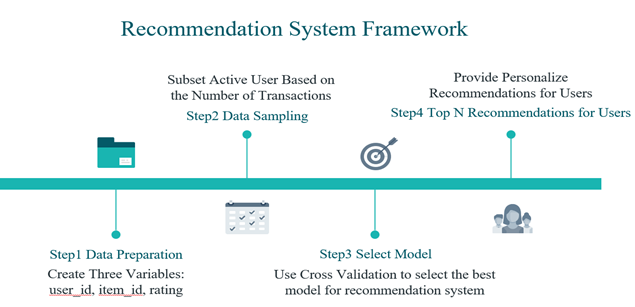 Recommendation System Framework
Subset Active User Based on
the Number of Transactions
Step2 Data Sampling
Provide Personalize
Recommendations for Users
Step4 Top N Recommendations for Users
Step1 Data Preparation
Create Three Variables:
user_id, item_id, rating
Step3 Select Model
Use Cross Validation to select the best
model for recommendation system